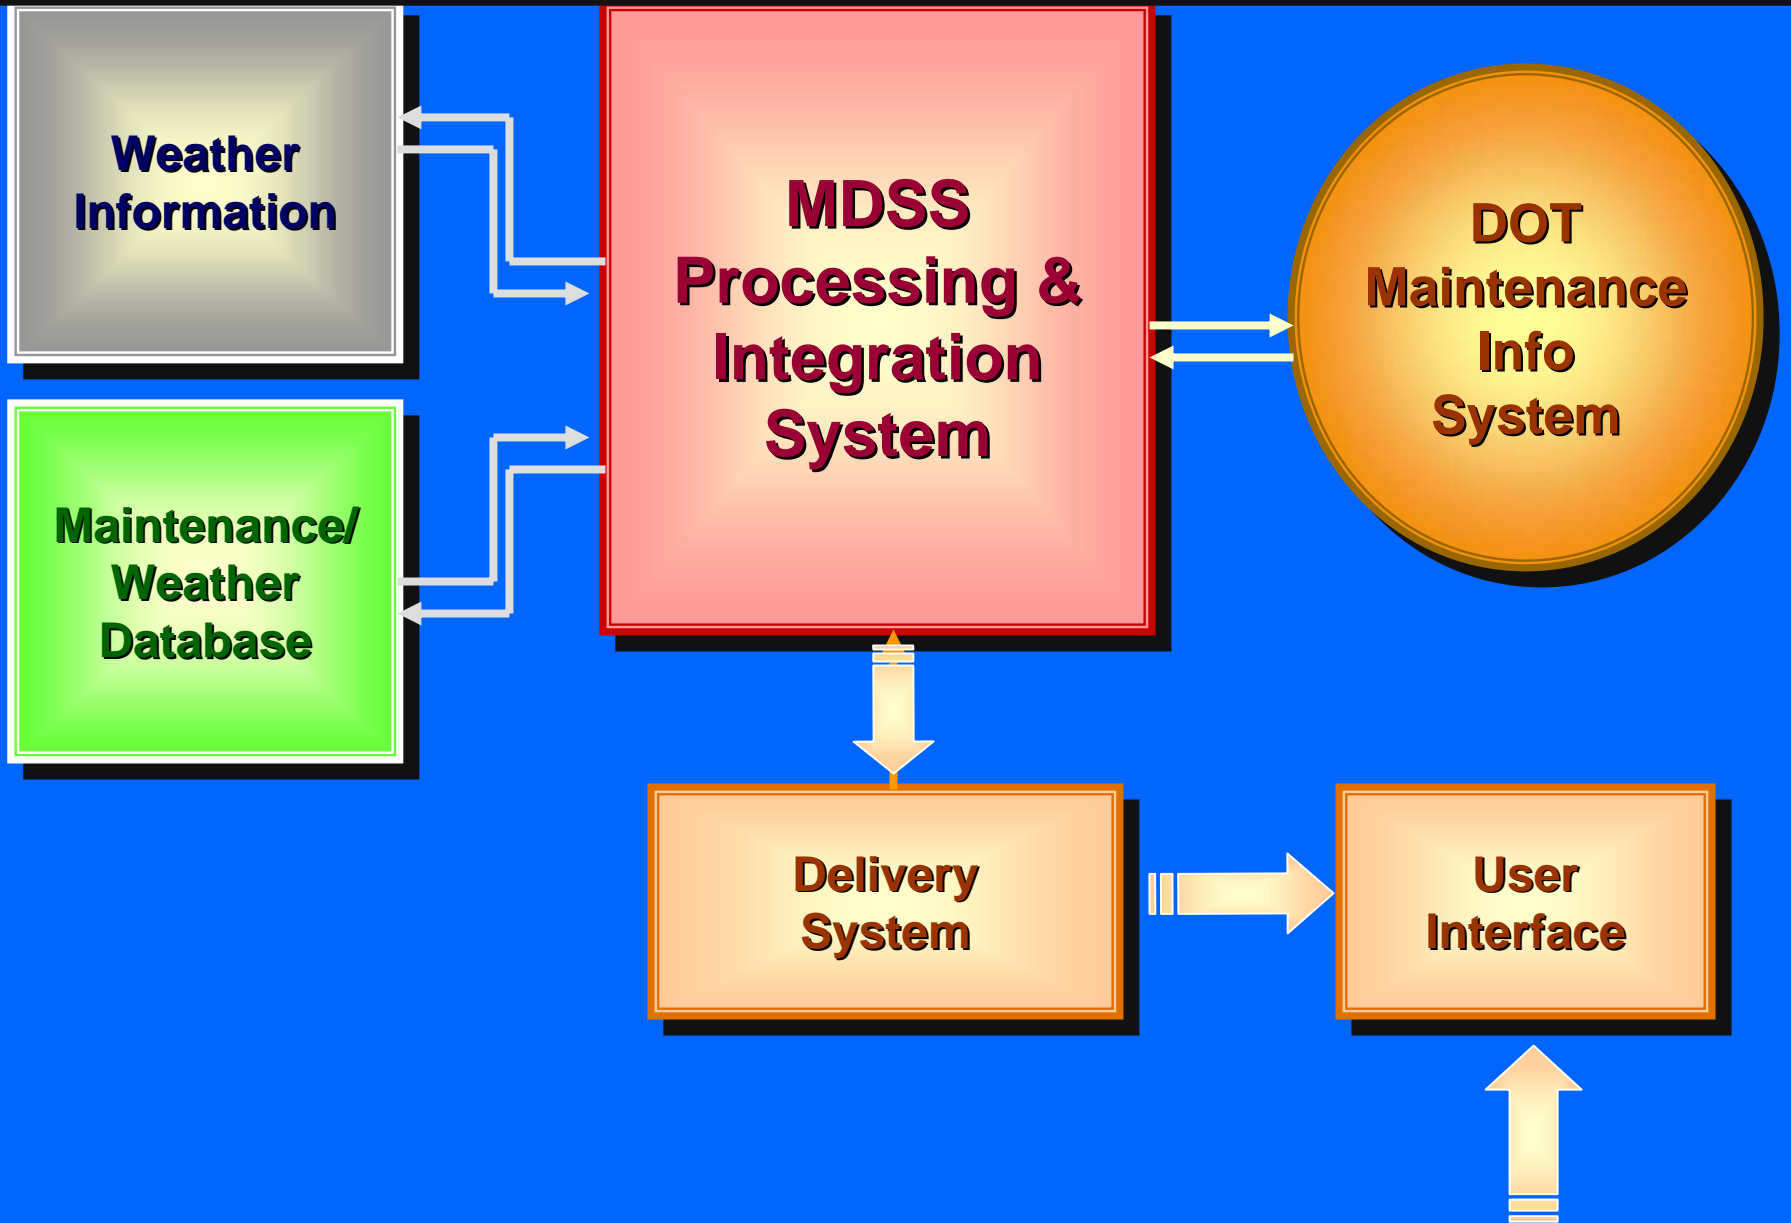 Weather
Information
MDSS
Processing &
Integration
System
DOT
Maintenance
Info
System
Maintenance/
Weather
Database
Delivery
System
User
Interface